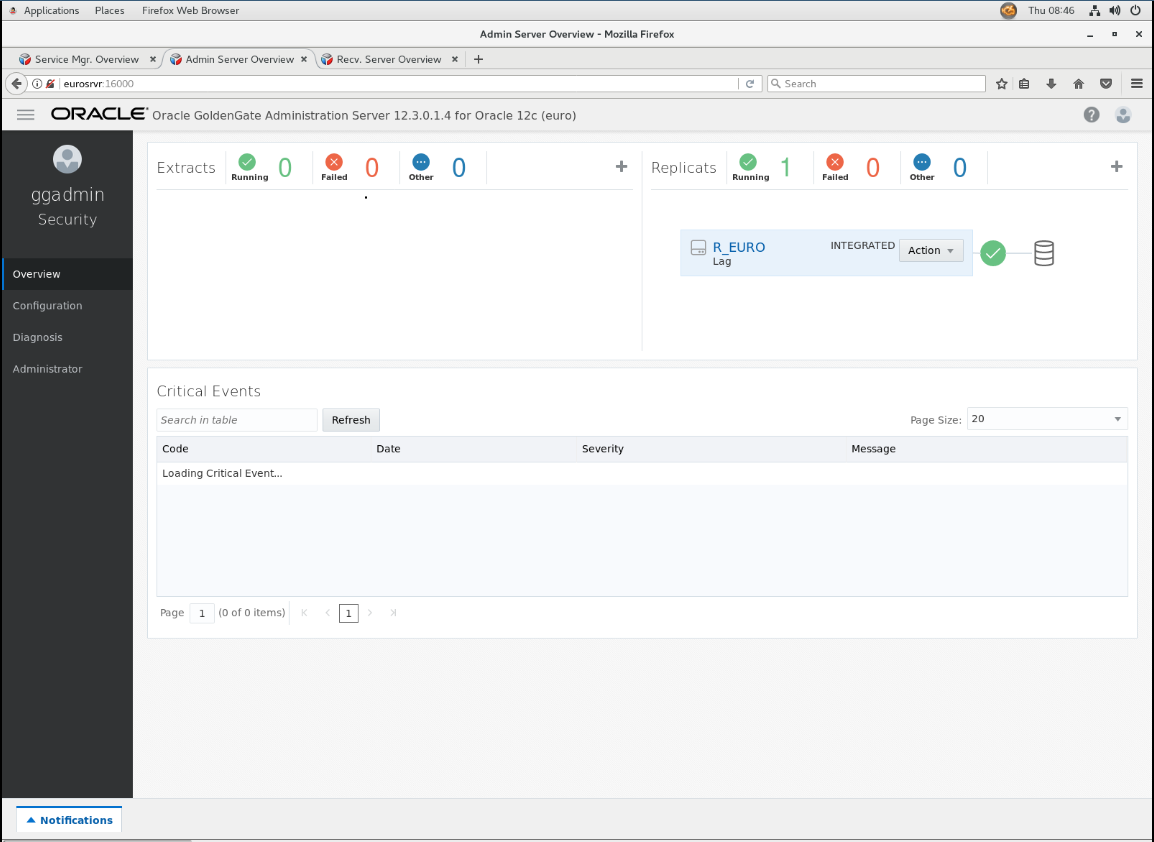 Applications Places Firefox Web Browser Thu 08:46
Admin Server Overview - Mozilla Firefox
Service Mgr. Overview × Admin Server Overview × Recv. Server Overview × +
eurosrvr:16000 Search
ORACLE Oracle GoldenGate Administration Server 12.3.0.1.4 for Oracle 12c (euro)
ggadmin
Security
Overview
Configuration
Diagnosis
Administrator
Extracts Running 0 Failed 0 Other 0 +
Replicats Running 1 Failed 0 Other 0 +
R_EURO INTEGRATED Action
Lag
Critical Events
Search in table Refresh Page Size: 20
Code Date Severity Message
Loading Critical Event...
Page 1 (0 of 0 items) 1
Notifications